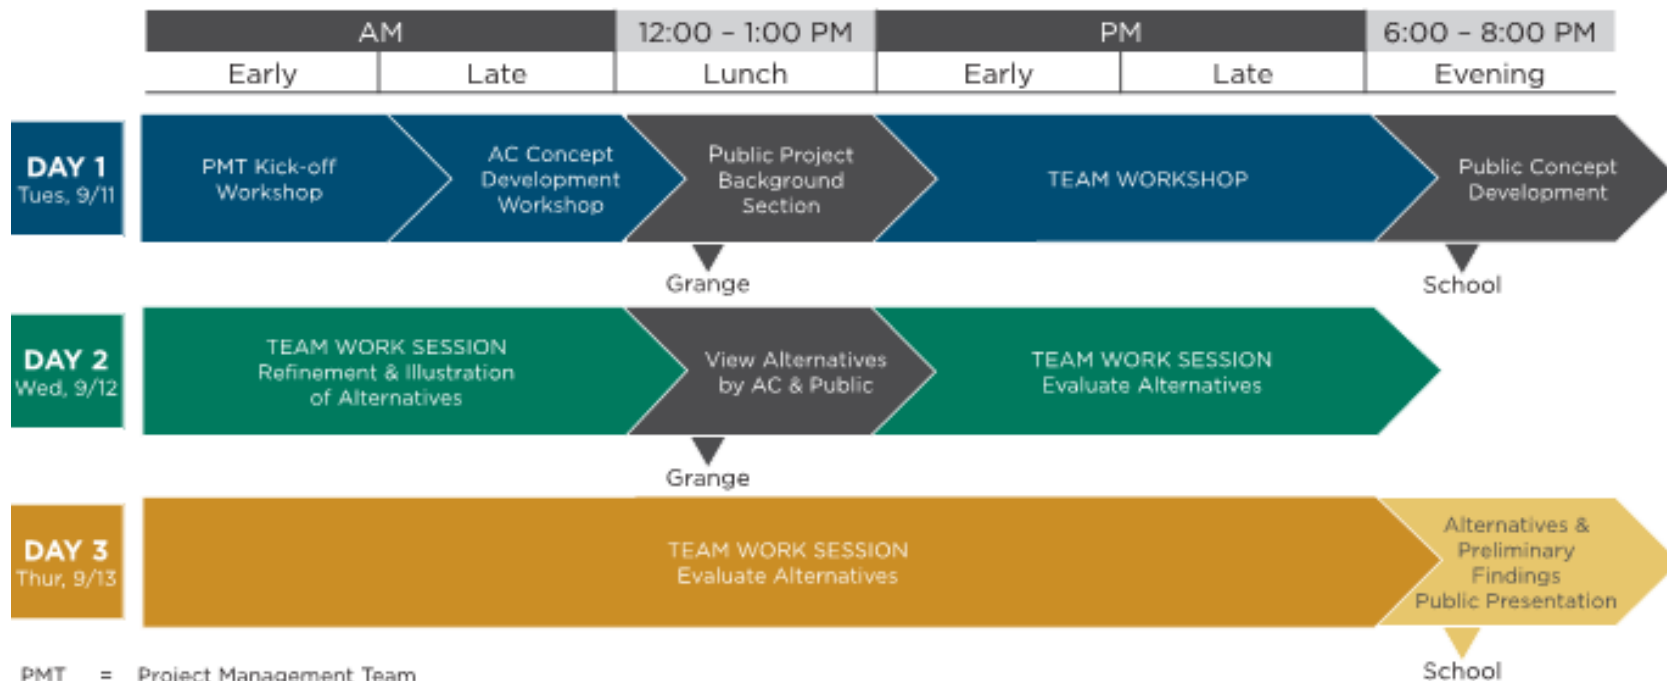 AM 12:00 – 1:00 PM PM 6:00 – 8:00 PM
Early Late Lunch Early Late Evening
DAY 1
Tues, 9/11
PMT Kick-off
Workshop
AC Concept
Development
Workshop
Public Project
Background
Section
TEAM WORKSHOP
Public Concept
Development
Grange
School
DAY 2
Wed, 9/12
TEAM WORK SESSION
Refinement & Illustration
of Alternatives
View Alternatives
by AC & Public
TEAM WORK SESSION
Evaluate Alternatives
Grange
DAY 3
Thur, 9/13
TEAM WORK SESSION
Evaluate Alternatives
Alternatives &
Preliminary
Findings
Public Presentation
School
PMT = Project Management Team